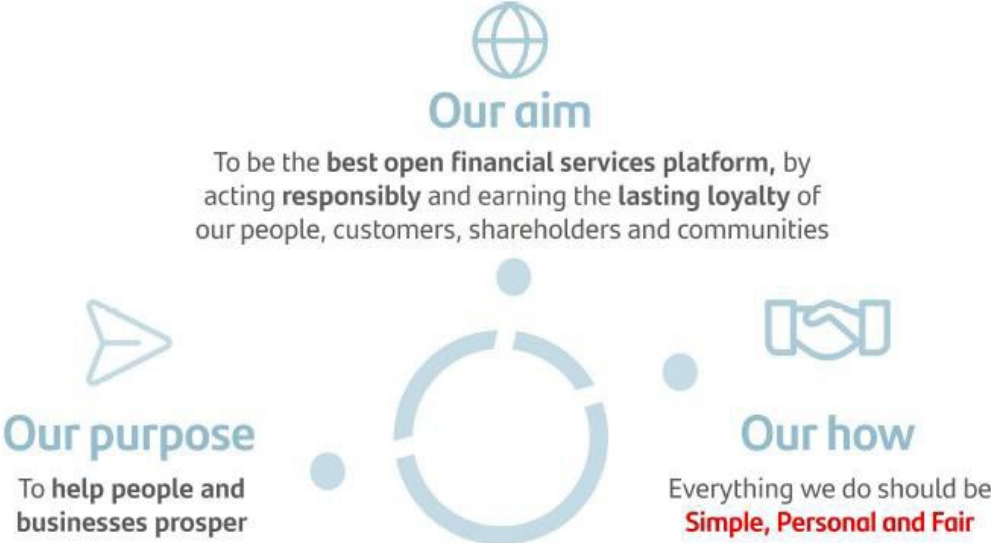 Our aim
To be the best open financial services platform, by
acting responsibly and earning the lasting loyalty of
our people, customers, shareholders and communities
Our purpose
To help people and
businesses prosper
Our how
Everything we do should be
Simple, Personal and Fair